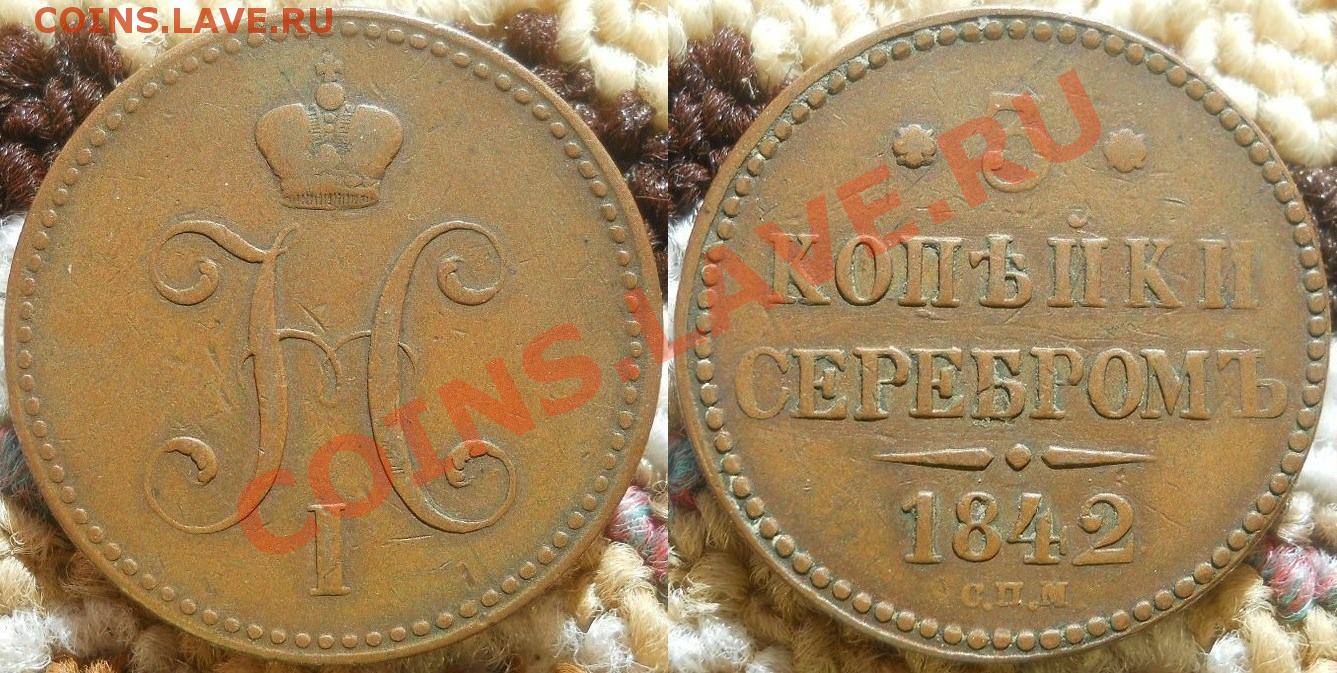 COINS.LAVE.RU
I
3
КОПѢЙКИ
СЕРЕБРОМЪ
1842
С.П.М
COINS.LAVE.RU